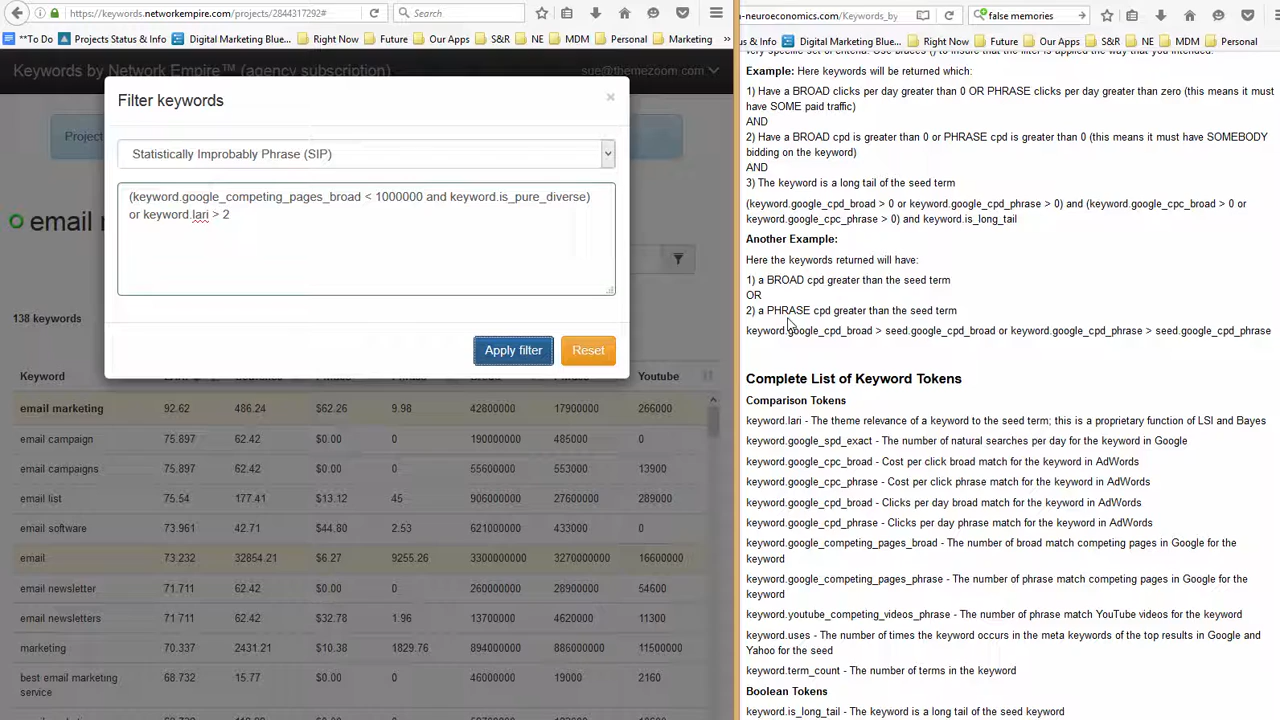 https://keywords.networkempire.com/projects/2844317292#
Search
**To Do
Projects Status & Info
Digital Marketing Blue...
Right Now
Future
Our Apps
S&R
NE
MDM
Personal
Marketing
Keywords by Network Empire™ (agency subscription)
sue@themezoom.com
Filter keywords
×
Project
Statistically Improbably Phrase (SIP)
(keyword.google_competing_pages_broad < 1000000 and keyword.is_pure_diverse)
or keyword.lari > 2
email
138 keywords
Apply filter
Reset
Keyword
Phrase
Youtube
email marketing 92.62 486.24 $62.26 9.98 42800000 17900000 266000
email campaign 75.897 62.42 $0.00 0 190000000 485000 0
email campaigns 75.897 62.42 $0.00 0 55600000 553000 13900
email list 75.54 177.41 $13.12 45 906000000 27600000 289000
email software 73.961 42.71 $44.80 2.53 621000000 433000 0
email 73.232 32854.21 $6.27 9255.26 3300000000 3270000000 16600000
email newsletter 71.711 62.42 $0.00 0 260000000 28900000 54600
email newsletters 71.711 62.42 $32.78 1.96 13700000 4620000 11300
marketing 70.337 2431.21 $10.38 1829.76 894000000 886000000 11500000
best email marketing
service 68.732 15.77 $0.00 0 46000000 19000 2160
-neuroeconomics.com/Keywords_by
false memories
us & Info
Digital Marketing Blue...
Right Now
Future
Our Apps
S&R
NE
MDM
Personal
very specific set of criteria. Use braces () to insure that the filter is applied the way that you intended.
Example: Here keywords will be returned which:
1) Have a BROAD clicks per day greater than 0 OR PHRASE clicks per day greater than zero (this means it must
have SOME paid traffic)
AND
2) Have a BROAD cpd is greater than 0 or PHRASE cpd is greater than 0 (this means it must have SOMEBODY
bidding on the keyword)
AND
3) The keyword is a long tail of the seed term
(keyword.google_cpd_broad > 0 or keyword.google_cpd_phrase > 0) and (keyword.google_cpc_broad > 0 or
keyword.google_cpc_phrase > 0) and keyword.is_long_tail
Another Example:
Here the keywords returned will have:
1) a BROAD cpd greater than the seed term
OR
2) a PHRASE cpd greater than the seed term
keyword.google_cpd_broad > seed.google_cpd_broad or keyword.google_cpd_phrase > seed.google_cpd_phrase
Complete List of Keyword Tokens
Comparison Tokens
keyword.lari - The theme relevance of a keyword to the seed term; this is a proprietary function of LSI and Bayes
keyword.google_spd_exact - The number of natural searches per day for the keyword in Google
keyword.google_cpc_broad - Cost per click broad match for the keyword in AdWords
keyword.google_cpc_phrase - Cost per click phrase match for the keyword in AdWords
keyword.google_cpd_broad - Clicks per day broad match for the keyword in AdWords
keyword.google_cpd_phrase - Clicks per day phrase match for the keyword in AdWords
keyword.google_competing_pages_broad - The number of broad match competing pages in Google for the
keyword
keyword.google_competing_pages_phrase - The number of phrase match competing pages in Google for the
keyword
keyword.youtube_competing_videos_phrase - The number of phrase match YouTube videos for the keyword
keyword.uses - The number of times the keyword occurs in the meta keywords of the top results in Google and
Yahoo for the seed
keyword.term_count - The number of terms in the keyword
Boolean Tokens
keyword.is_long_tail - The keyword is a long tail of the seed keyword